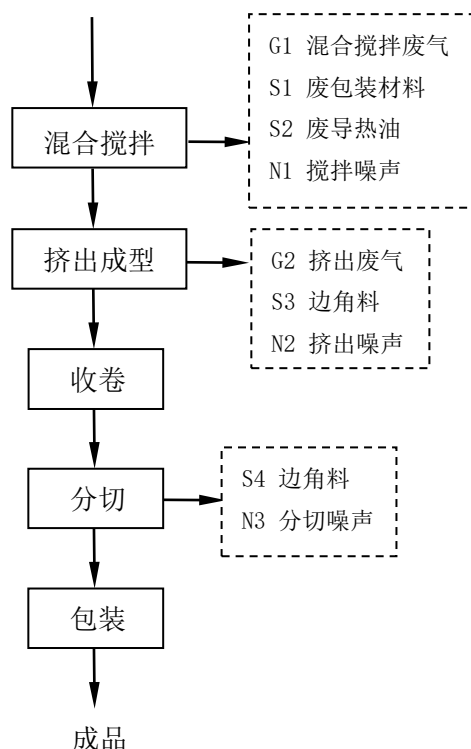 G1 混合搅拌废气
S1 废包装材料
S2 废导热油
N1 搅拌噪声
混合搅拌
挤出成型
G2 挤出废气
S3 边角料
N2 挤出噪声
收卷
分切
S4 边角料
N3 分切噪声
包装
成品